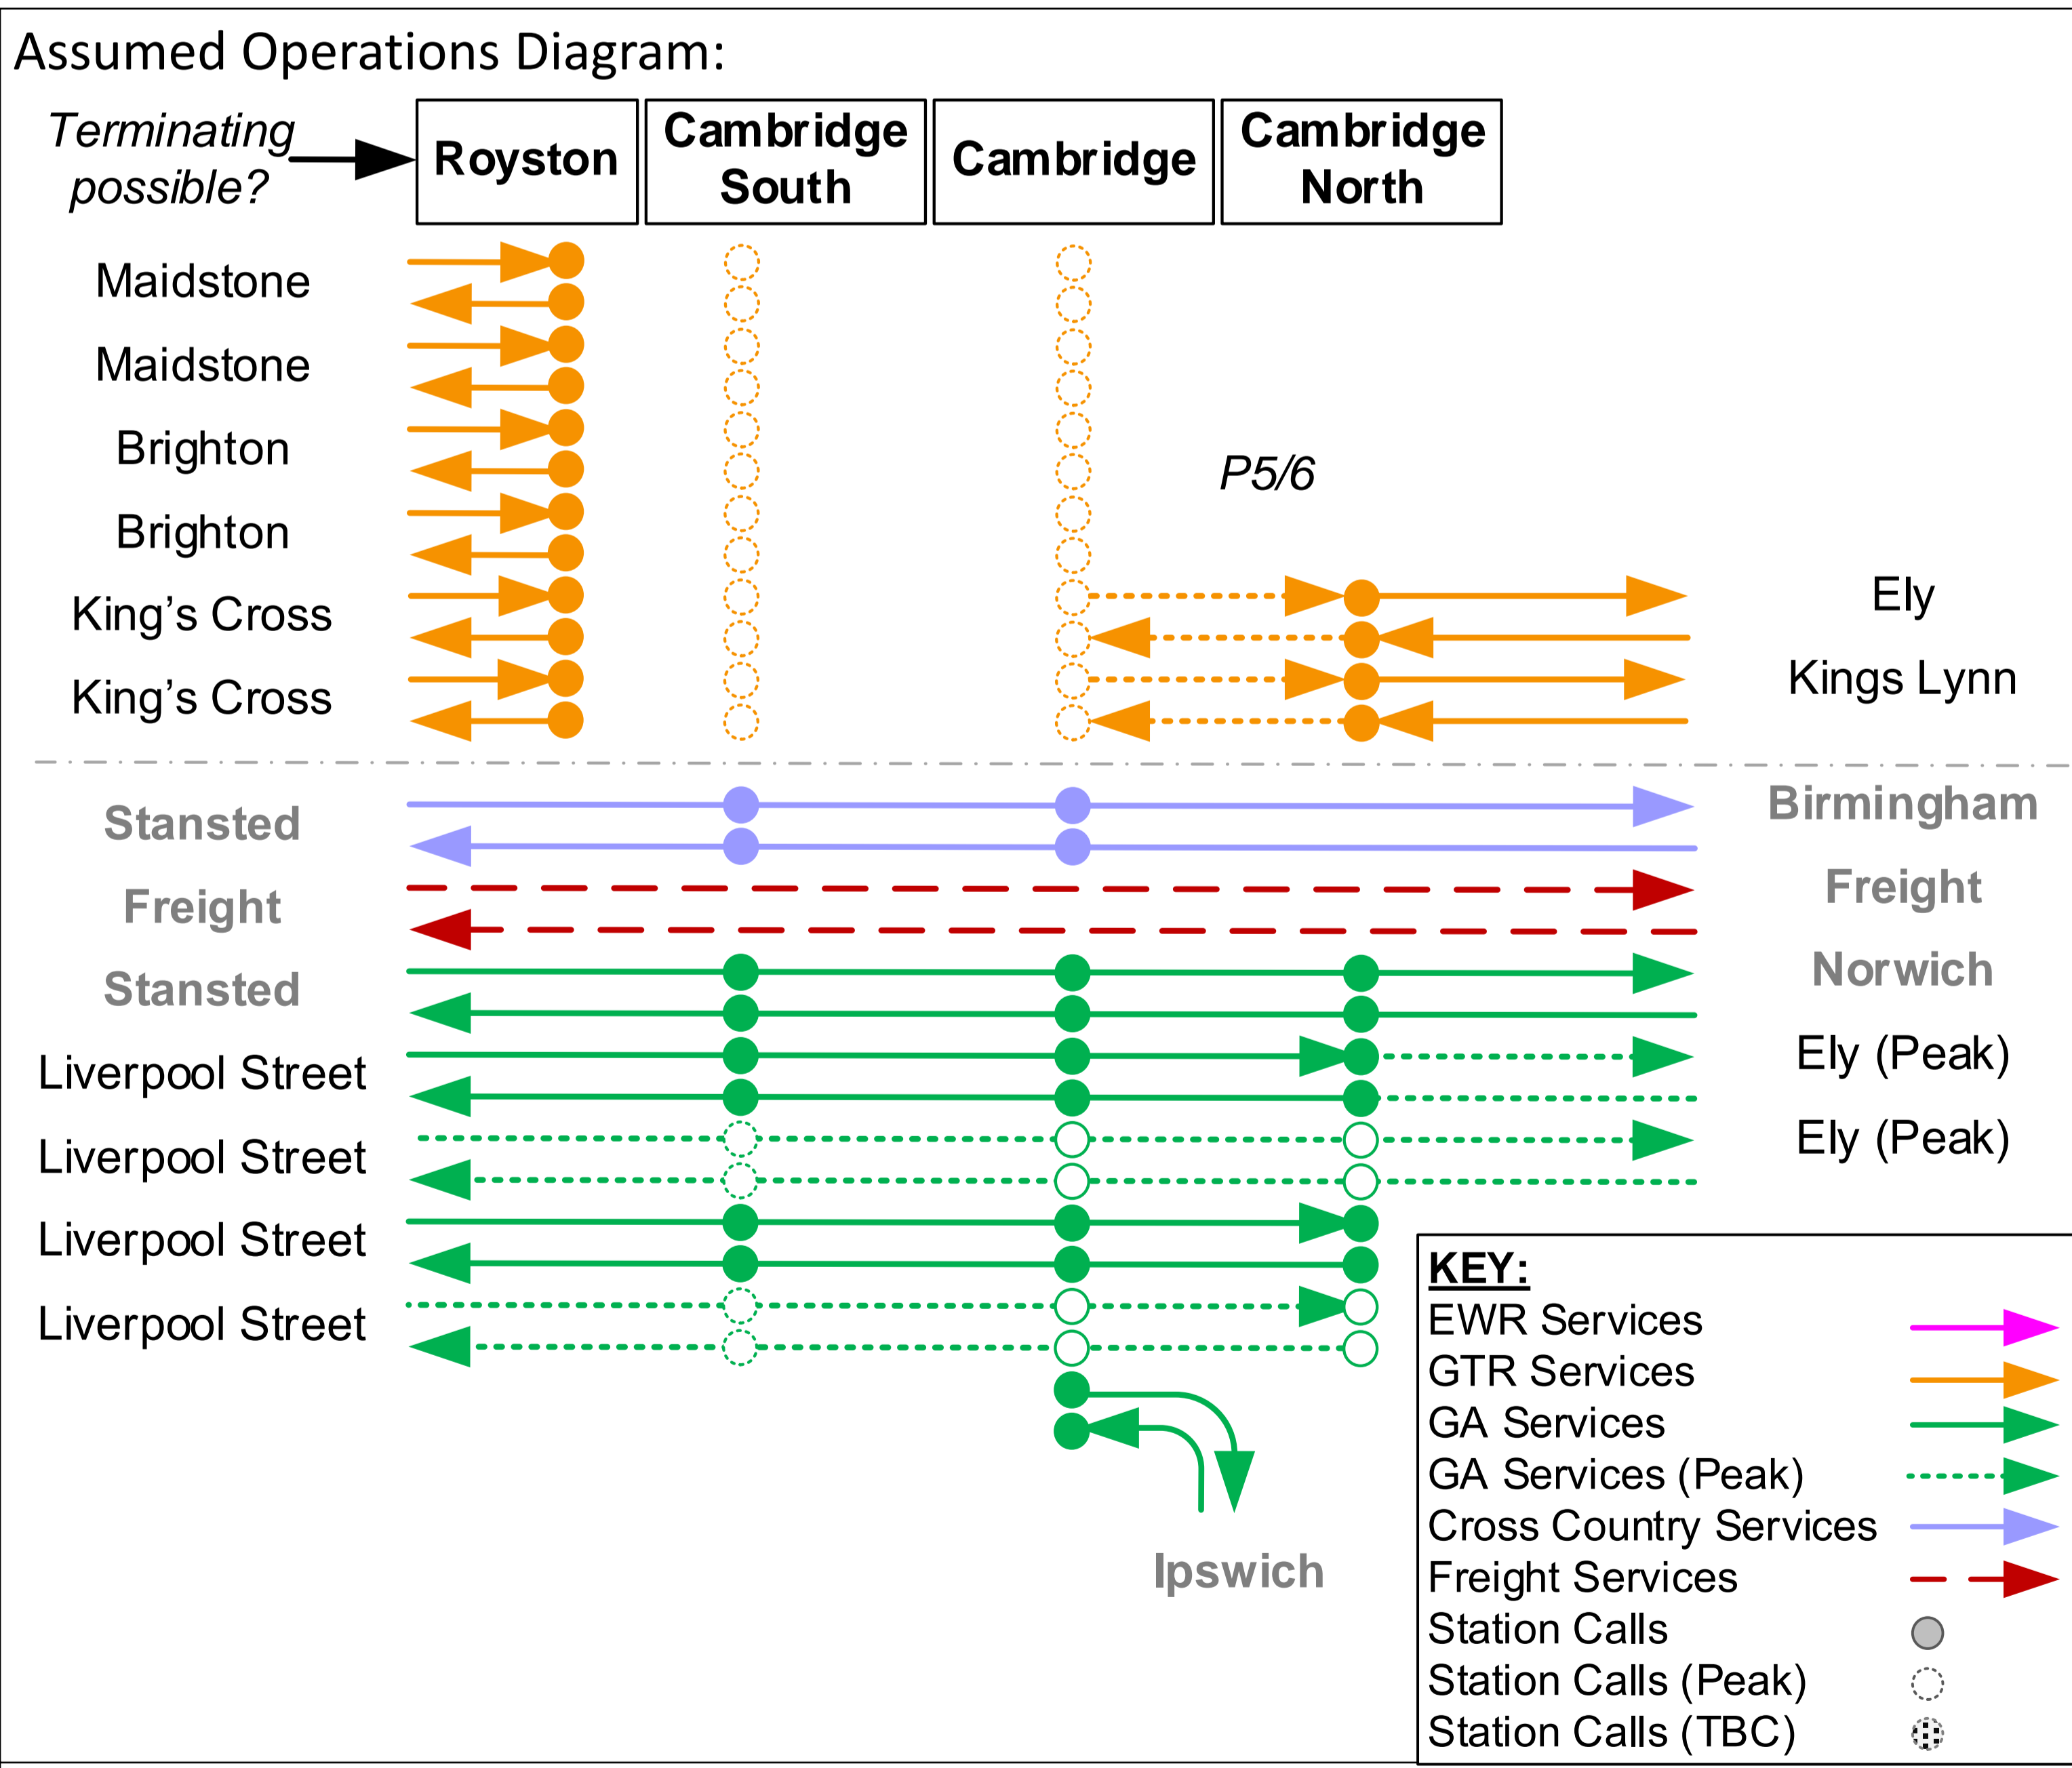 Assumed Operations Diagram:
Terminating
possible?
Royston
Cambridge
South
Cambridge
Cambridge
North
Maidstone
Maidstone
Brighton
P5/6
Brighton
King's Cross
Ely
King's Cross
Kings Lynn
Stansted
Birmingham
Freight
Freight
Stansted
Norwich
Liverpool Street
Ely (Peak)
Liverpool Street
Ely (Peak)
Liverpool Street
Liverpool Street
Ipswich
KEY:
EWR Services
GTR Services
GA Services
GA Services (Peak)
Cross Country Services
Freight Services
Station Calls
Station Calls (Peak)
Station Calls (TBC)